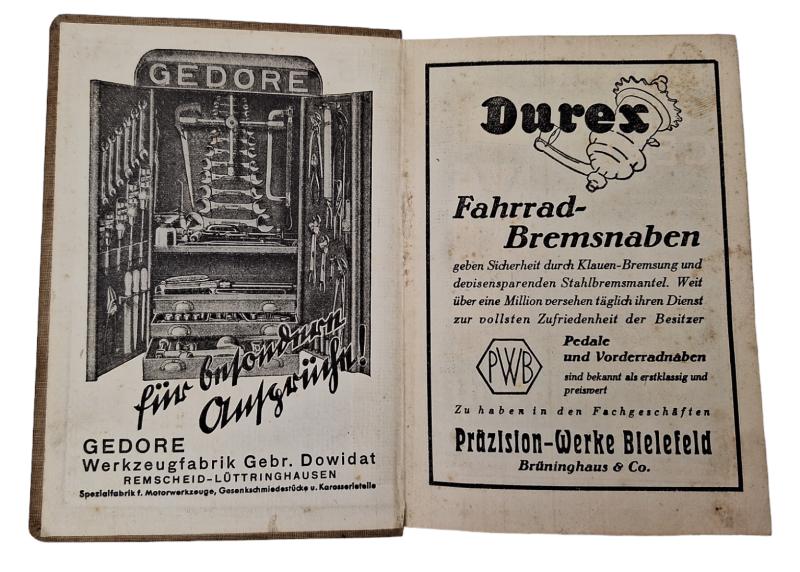 GEDORE
für besondere
Ansprüche!
GEDORE
Werkzeugfabrik Gebr. Dowidat
REMSCHEID-LÜTTRINGHAUSEN
Spezialfabrik f. Motorwerkzeuge, Gesenkschmiedestücke u. Karosserieteile
Durex
Fahrrad-
Bremsnaben
geben Sicherheit durch Klauen-Bremsung und
devisensparenden Stahlbremsmantel. Weit
über eine Million versehen täglich ihren Dienst
zur vollsten Zufriedenheit der Besitzer
PWB
Pedale
und Vorderradnaben
sind bekannt als erstklassig und
preiswert
Zu haben in den Fachgeschäften
Präzision-Werke Bielefeld
Brüninghaus & Co.